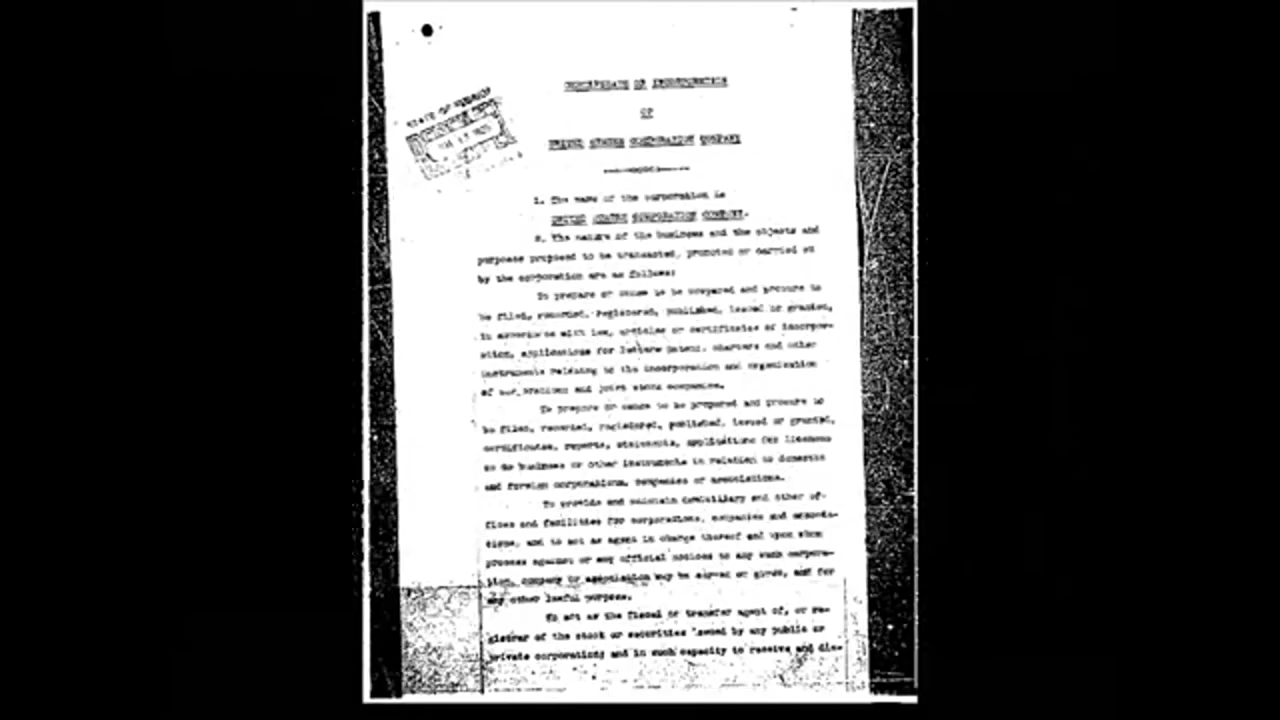 CERTIFICATE OF INCORPORATION
OF
UNITED STATES CORPORATION COMPANY
1. The name of the corporation is
UNITED STATES CORPORATION COMPANY.
2. The nature of the business and the objects and
purposes proposed to be transacted, promoted or carried on
by the corporation are as follows:
To prepare or cause to be prepared and procure to
be filed, recorded, registered, published, issued or granted,
in accordance with law, articles or certificates of incorpor-
ation, applications for letters patent, charters and other
instruments relating to the incorporation and organization
of corporations and joint stock companies.
To prepare or cause to be prepared and procure to
be filed, recorded, registered, published, issued or granted,
certificates, reports, statements, applications for licenses
to do business or other instruments in relation to domestic
and foreign corporations, companies or associations.
To provide and maintain domiciliary and other of-
fices and facilities for corporations, companies and associa-
tions, and to act as agent in charge thereof and upon whom
process against or any official notices to any such corpora-
tion, company or association may be served or given, and for
any other lawful purpose.
To act as the fiscal or transfer agent of, or re-
gistrar of the stock or securities issued by any public or
private corporation; and in such capacity to receive and dis-